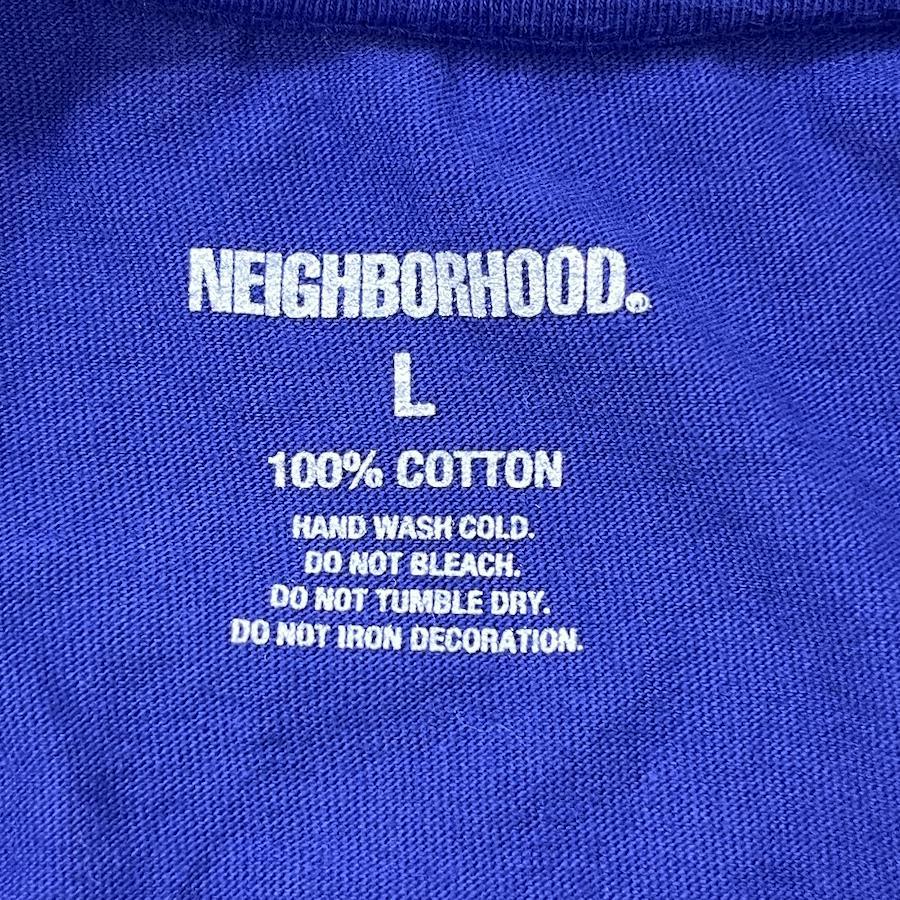 NEIGHBORHOOD.®
L
100% COTTON
HAND WASH COLD.
DO NOT BLEACH.
DO NOT TUMBLE DRY.
DO NOT IRON DECORATION.